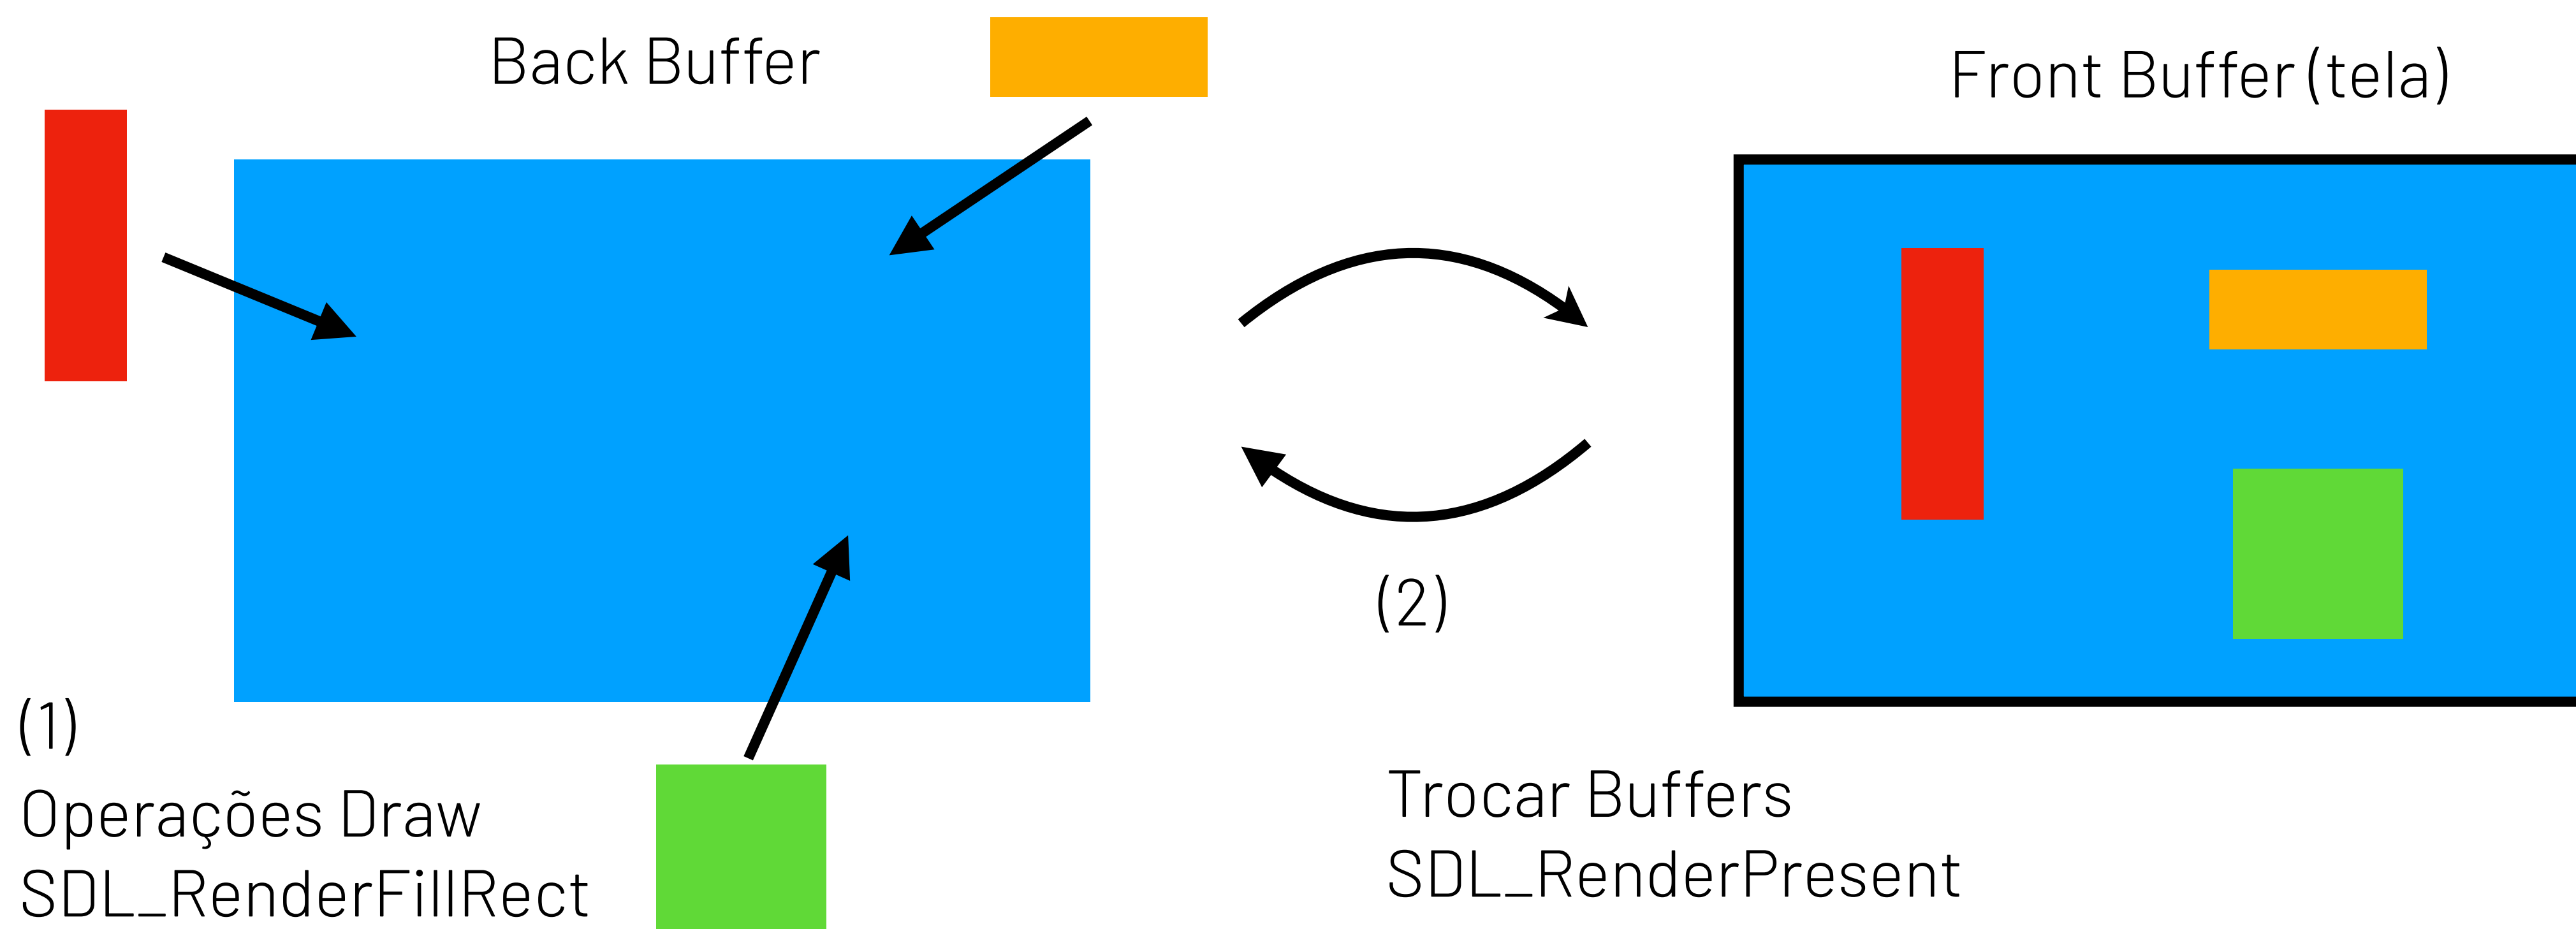 Back Buffer
Front Buffer (tela)
(1)
Operações Draw
SDL_RenderFillRect
(2)
Trocar Buffers
SDL_RenderPresent